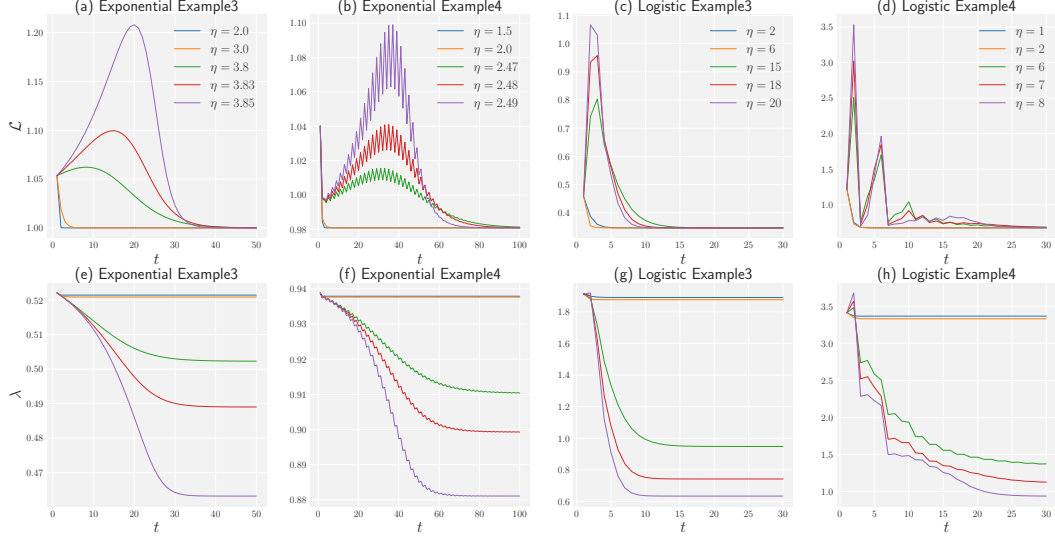 (a) Exponential Example3
1.20
1.15
1.10
1.05
1.00
ℒ
0 10 20 30 40 50
t
η = 2.0
η = 3.0
η = 3.8
η = 3.83
η = 3.85
(b) Exponential Example4
1.10
1.08
1.06
1.04
1.02
1.00
0.98
0 20 40 60 80 100
t
η = 1.5
η = 2.0
η = 2.47
η = 2.48
η = 2.49
(c) Logistic Example3
1.1
1.0
0.9
0.8
0.7
0.6
0.5
0.4
0 5 10 15 20 25 30
t
η = 2
η = 6
η = 15
η = 18
η = 20
(d) Logistic Example4
3.5
3.0
2.5
2.0
1.5
1.0
0 5 10 15 20 25 30
t
η = 1
η = 2
η = 6
η = 7
η = 8
(e) Exponential Example3
0.52
0.51
0.50
0.49
0.48
0.47
λ
0 10 20 30 40 50
t
(f) Exponential Example4
0.94
0.93
0.92
0.91
0.90
0.89
0.88
0 20 40 60 80 100
t
(g) Logistic Example3
1.8
1.6
1.4
1.2
1.0
0.8
0.6
0 5 10 15 20 25 30
t
(h) Logistic Example4
3.5
3.0
2.5
2.0
1.5
1.0
0 5 10 15 20 25 30
t